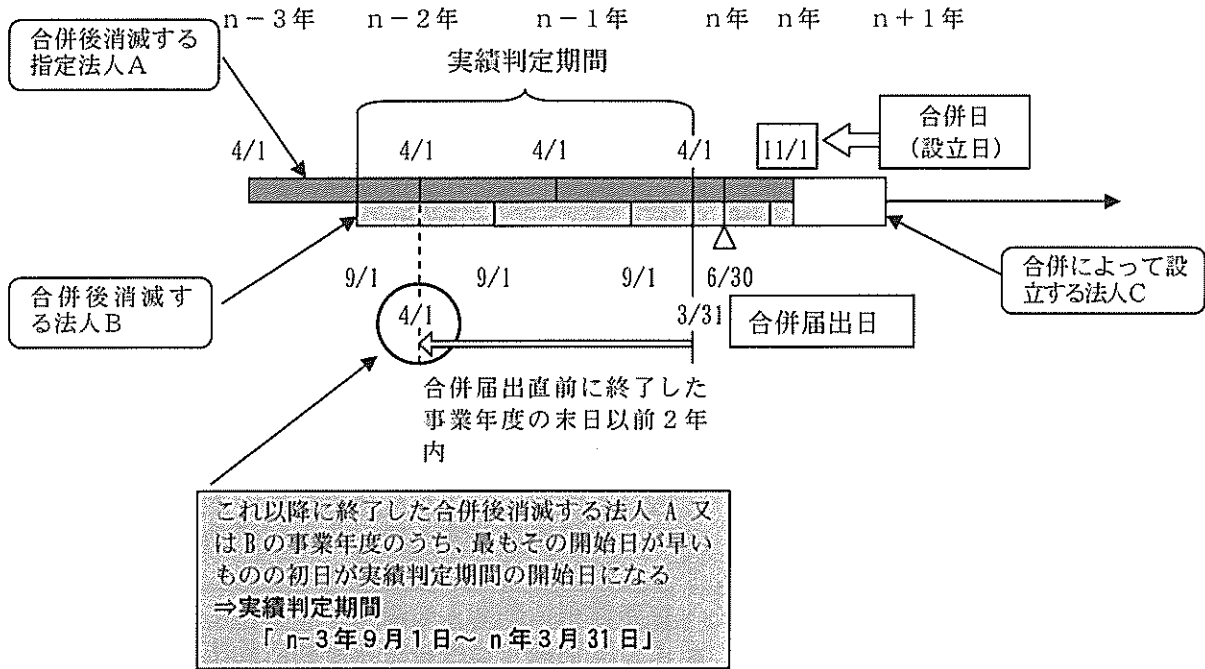 n－3年 n－2年 n－1年 n年 n年 n＋1年
合併後消滅する
指定法人A
実績判定期間
合併日
（設立日）
4/1 4/1 4/1 4/1 11/1
9/1 9/1 9/1 6/30
合併後消滅す
る法人B
4/1
3/31
合併届出日
合併によって設
立する法人C
合併届出直前に終了した
事業年度の末日以前2年
内
これ以降に終了した合併後消滅する法人 A 又
は B の事業年度のうち、最もその開始日が早い
ものの初日が実績判定期間の開始日になる
⇒実績判定期間
「 n-3年9月1日～ n年3月31日」